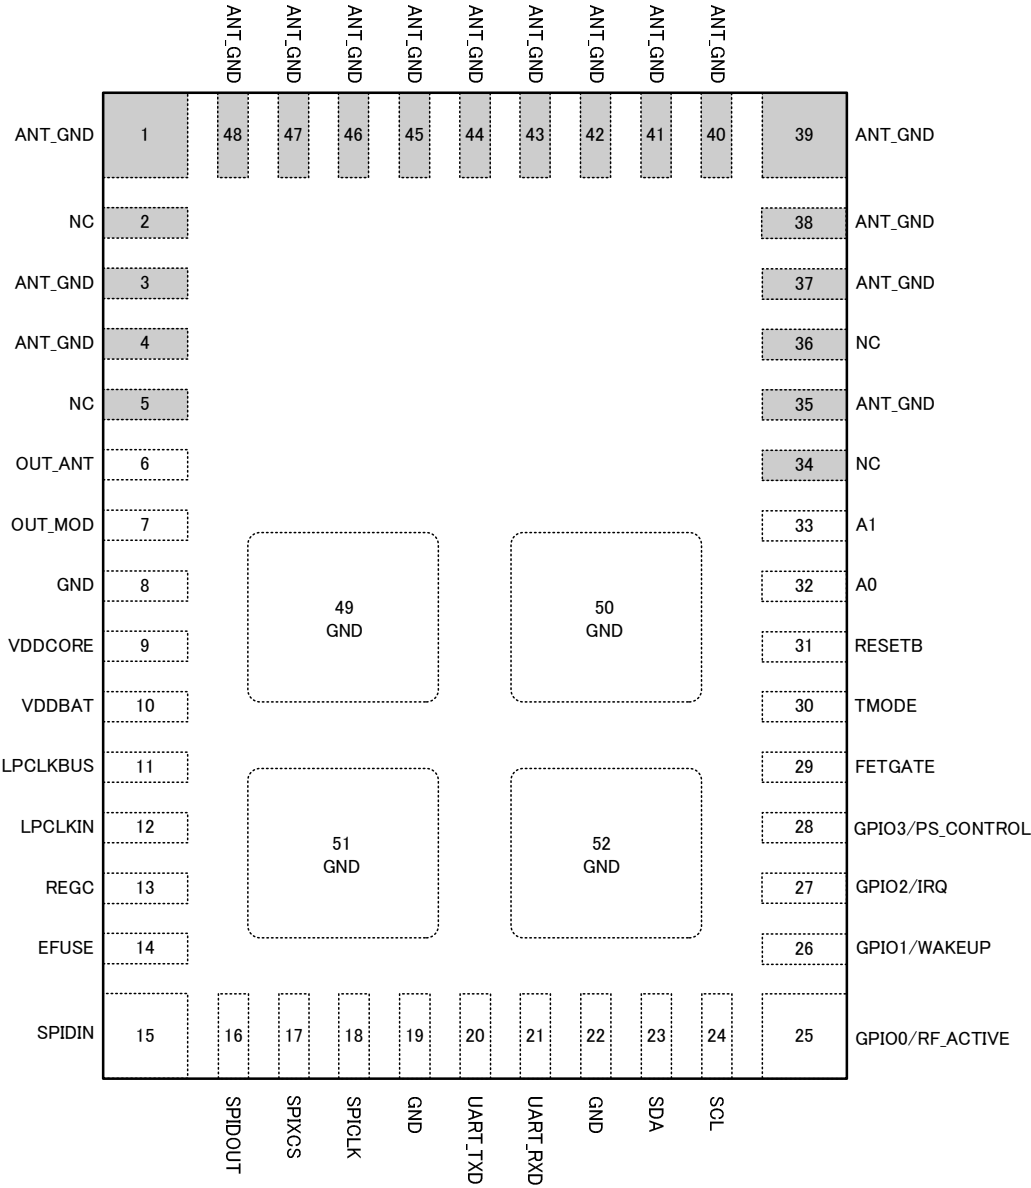 ANT_GND
ANT_GND
ANT_GND
ANT_GND
ANT_GND
ANT_GND
ANT_GND
ANT_GND
ANT_GND
ANT_GND 1 48 47 46 45 44 43 42 41 40 39 ANT_GND
NC 2 38 ANT_GND
ANT_GND 3 37 ANT_GND
ANT_GND 4 36 NC
NC 5 35 ANT_GND
OUT_ANT 6 34 NC
OUT_MOD 7 33 A1
GND 8 32 A0
49 50
GND GND
VDDCORE 9 31 RESETB
VDDBAT 10 30 TMODE
LPCLKBUS 11 29 FETGATE
LPCLKIN 12 28 GPIO3/PS_CONTROL
51 52
GND GND
REGC 13 27 GPIO2/IRQ
EFUSE 14 26 GPIO1/WAKEUP
SPIDIN 15 16 17 18 19 20 21 22 23 24 25 GPIO0/RF_ACTIVE
SPIDOUT
SPIXCS
SPICLK
GND
UART_TXD
UART_RXD
GND
SDA
SCL